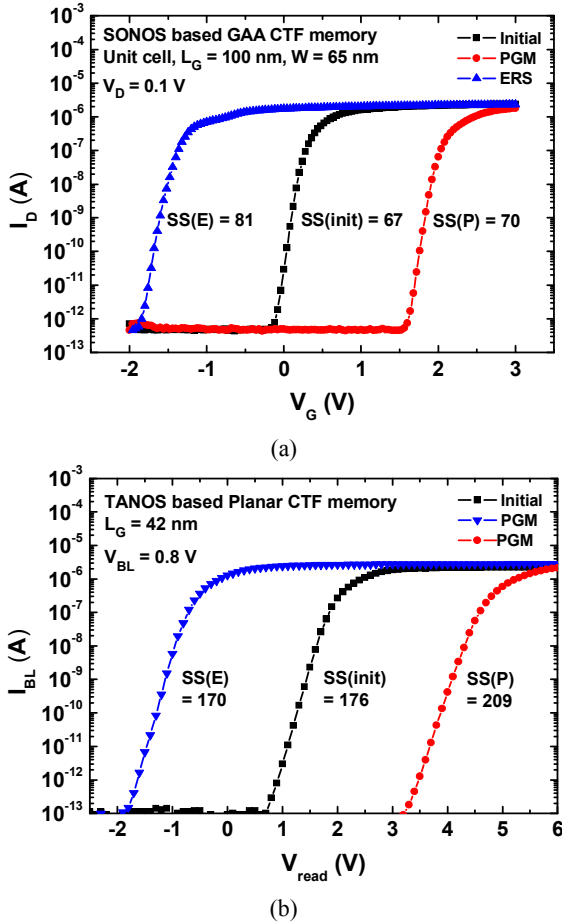 SONOS based GAA CTF memory
Unit cell, L_G = 100 nm, W = 65 nm
V_D = 0.1 V
Initial
PGM
ERS
10^-3
10^-4
10^-5
10^-6
10^-7
10^-8
10^-9
10^-10
10^-11
10^-12
10^-13
I_D (A)
SS(E) = 81
SS(init) = 67
SS(P) = 70
-2 -1 0 1 2 3
V_G (V)
(a)
TANOS based Planar CTF memory
L_G = 42 nm
V_BL = 0.8 V
Initial
PGM
PGM
10^-3
10^-4
10^-5
10^-6
10^-7
10^-8
10^-9
10^-10
10^-11
10^-12
10^-13
I_BL (A)
SS(E)
= 170
SS(init)
= 176
SS(P)
= 209
-2 -1 0 1 2 3 4 5 6
V_read (V)
(b)